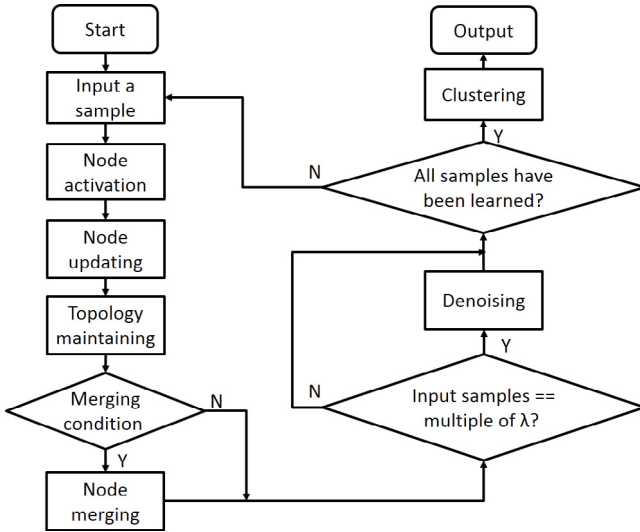 Start
Input a
sample
Node
activation
Node
updating
Topology
maintaining
Merging
condition
N
Y
Node
merging
Output
Clustering
Y
All samples have
been learned?
N
Denoising
Y
Input samples ==
multiple of λ?
N